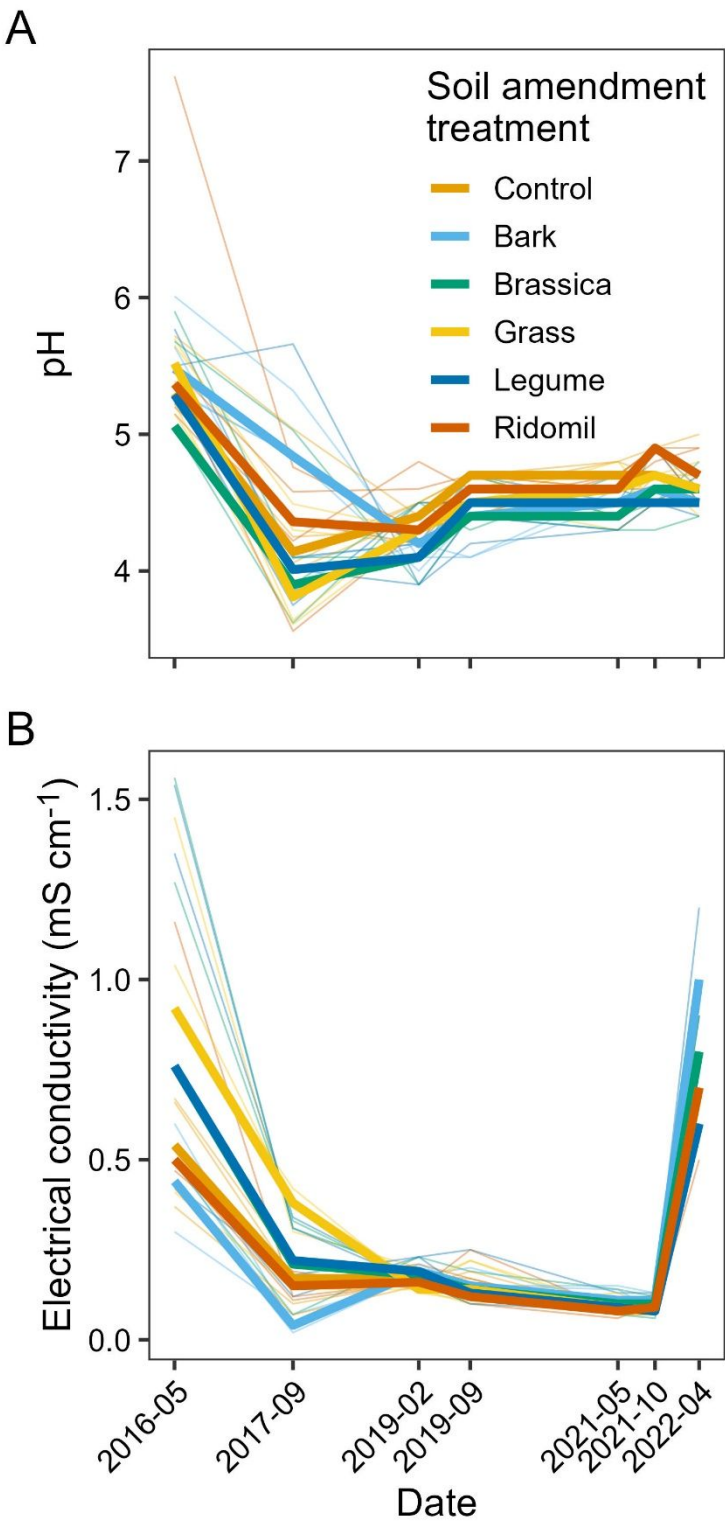 A
Soil amendment
treatment
Control
Bark
Brassica
Grass
Legume
Ridomil
7
6
5
4
pH
B
1.5
1.0
0.5
0.0
Electrical conductivity (mS cm⁻¹)
2016-05
2017-09
2019-02
2019-09
2021-05
2021-10
2022-04
Date